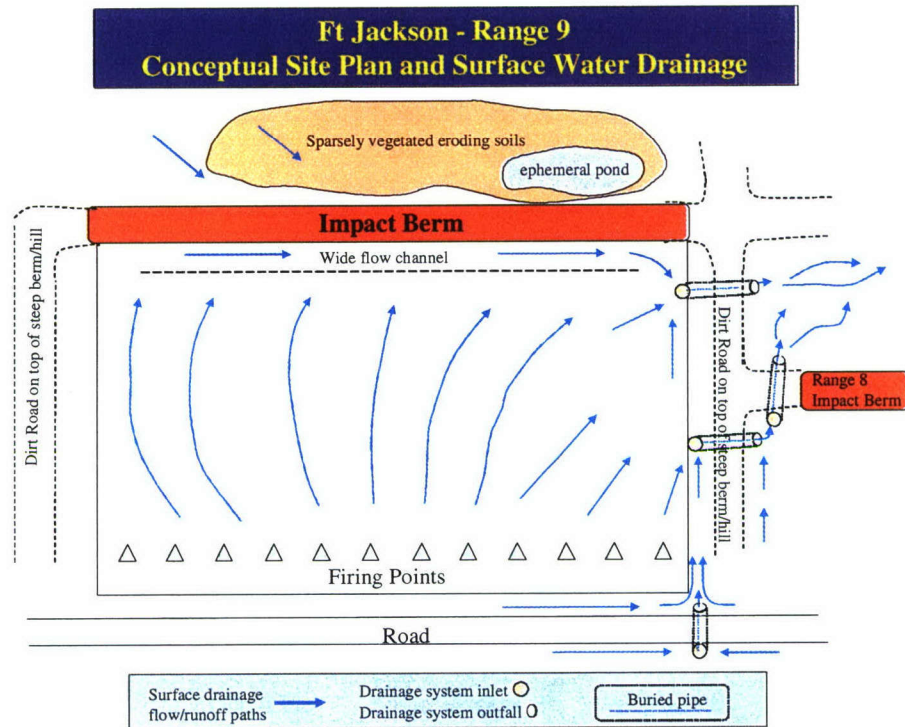 Ft Jackson - Range 9
Conceptual Site Plan and Surface Water Drainage
Sparsely vegetated eroding soils
ephemeral pond
Impact Berm
Wide flow channel
Dirt Road on top of steep berm/hill
Dirt Road on top of steep berm/hill
Range 8
Impact Berm
Firing Points
Road
Surface drainage
flow/runoff paths
Drainage system inlet
Drainage system outfall
Buried pipe